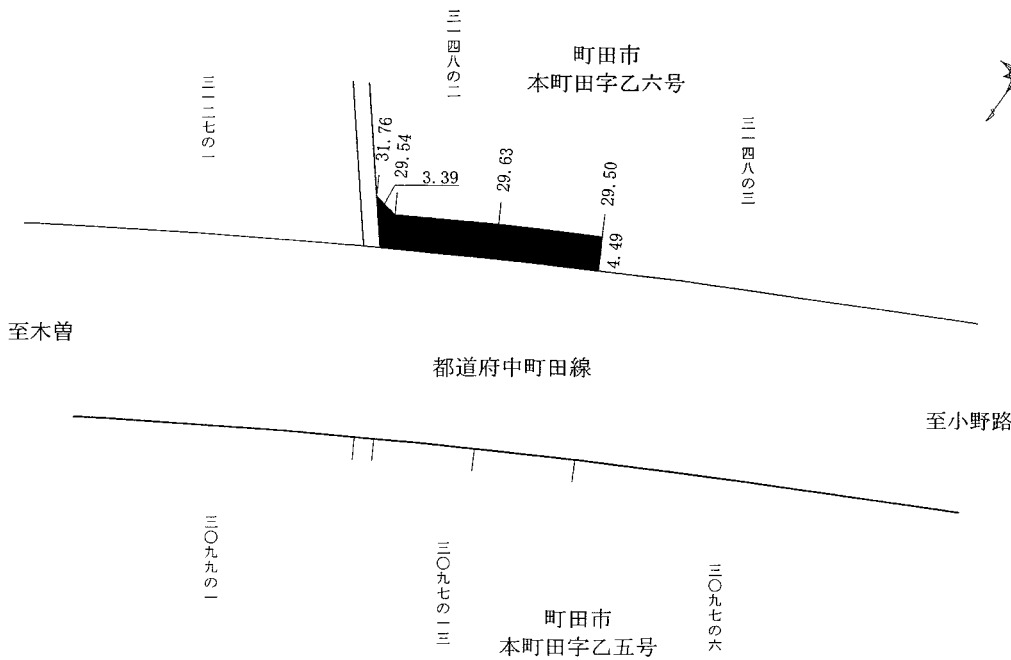 町田市
本町田字乙六号
三一二七の一
三一四八の二
三一四八の三
31.76
29.54
3.39
29.63
29.50
4.49
至木曽
都道府中町田線
至小野路
三〇九九の一
三〇九七の一三
三〇九七の六
町田市
本町田字乙五号